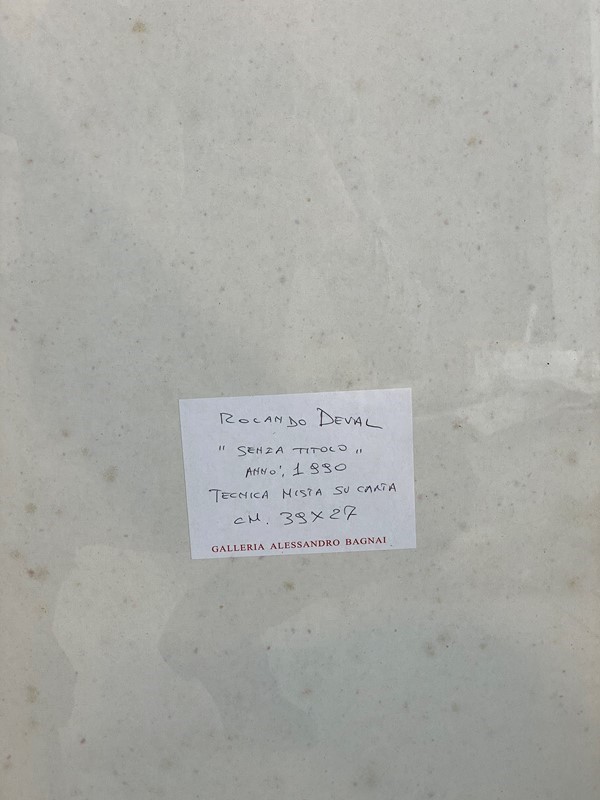 ROLANDO DEVAL
" SENZA TITOLO "
ANNO', 1990
TECNICA MISTA SU CARTA
CM. 39X27
GALLERIA ALESSANDRO BAGNAI